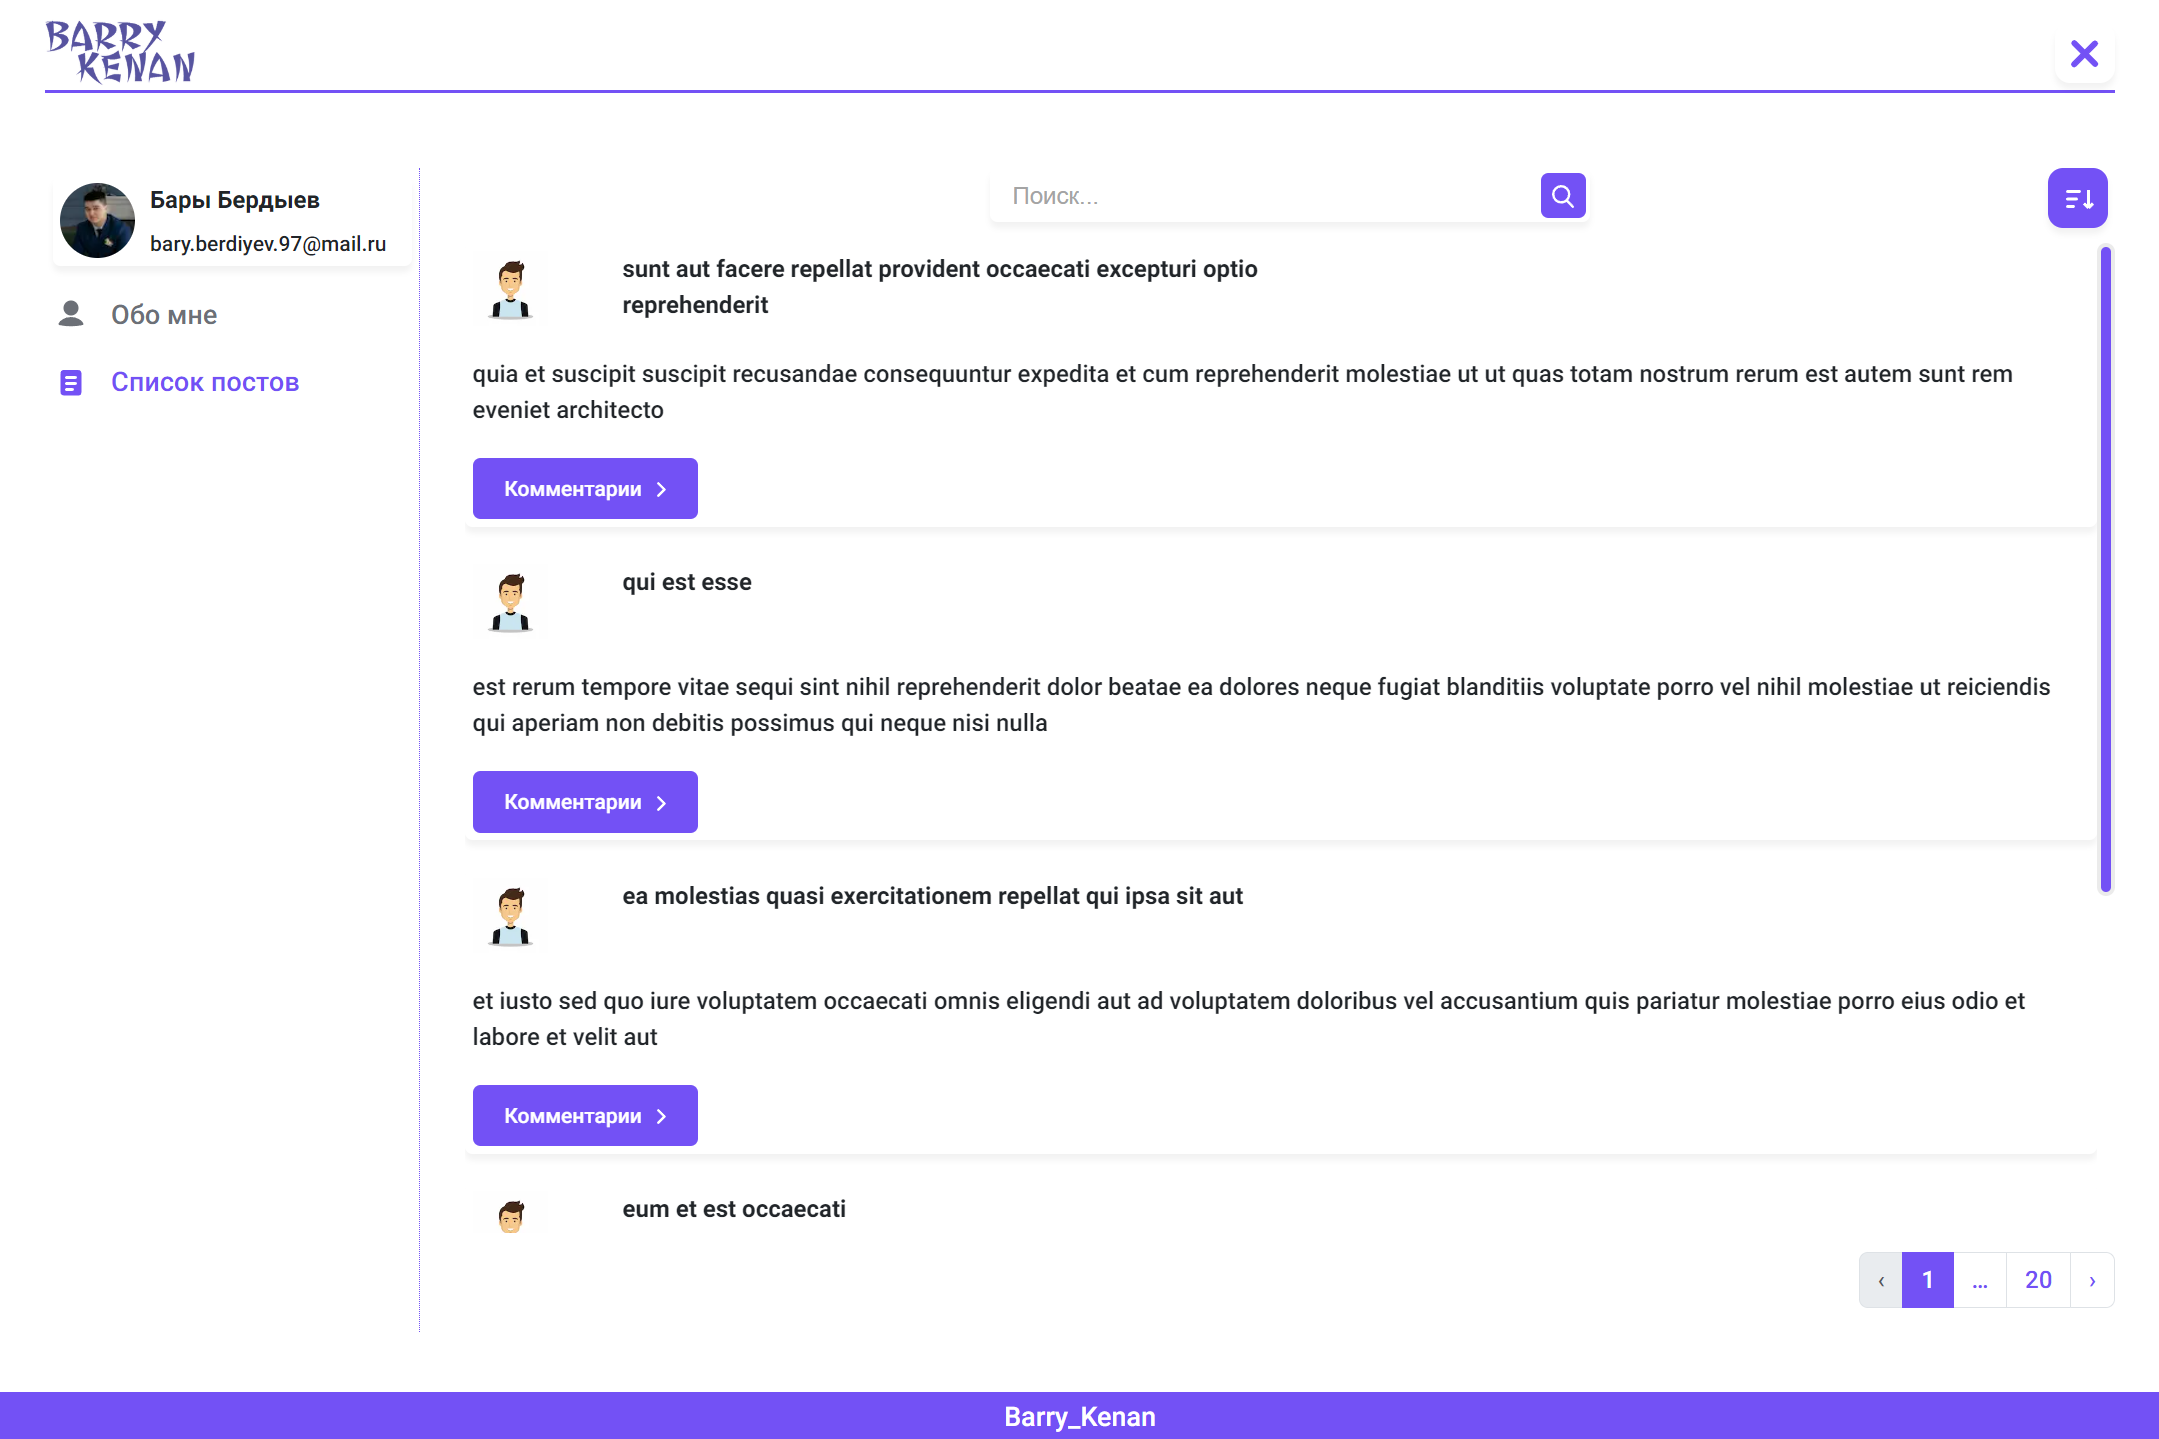 BARRY
KENAN
Бары Бердыев
bary.berdiyev.97@mail.ru
Обо мне
Список постов
Поиск...
sunt aut facere repellat provident occaecati excepturi optio
reprehenderit
quia et suscipit suscipit recusandae consequuntur expedita et cum reprehenderit molestiae ut ut quas totam nostrum rerum est autem sunt rem
eveniet architecto
Комментарии
qui est esse
est rerum tempore vitae sequi sint nihil reprehenderit dolor beatae ea dolores neque fugiat blanditiis voluptate porro vel nihil molestiae ut reiciendis
qui aperiam non debitis possimus qui neque nisi nulla
Комментарии
ea molestias quasi exercitationem repellat qui ipsa sit aut
et iusto sed quo iure voluptatem occaecati omnis eligendi aut ad voluptatem doloribus vel accusantium quis pariatur molestiae porro eius odio et
labore et velit aut
Комментарии
eum et est occaecati
‹ 1 ... 20 ›
Barry_Kenan